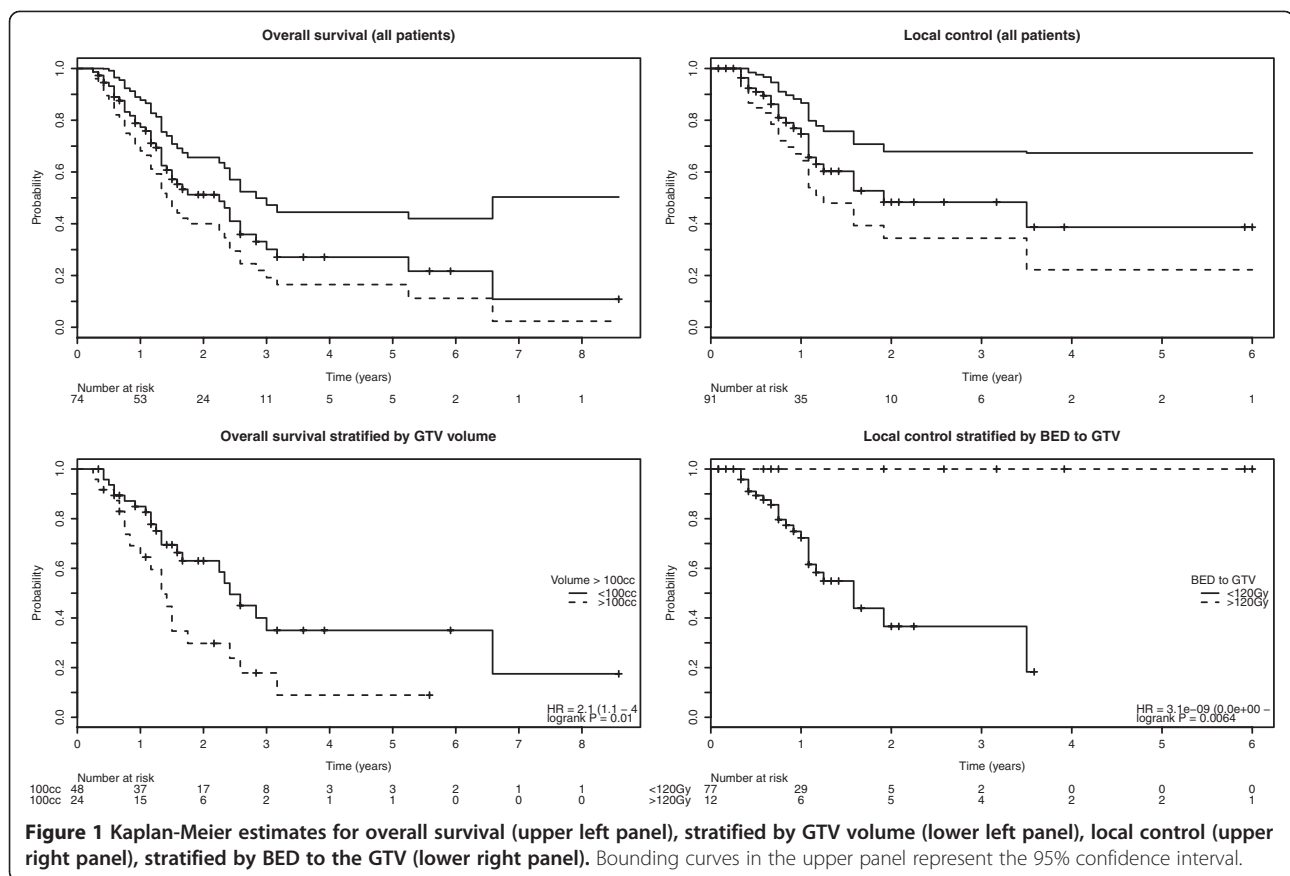 Overall survival (all patients)
Probability
0.0 0.2 0.4 0.6 0.8 1.0
0 1 2 3 4 5 6 7 8
Time (years)
Number at risk
74 53 24 11 5 5 2 1 1
Local control (all patients)
Probability
0.0 0.2 0.4 0.6 0.8 1.0
0 1 2 3 4 5 6
Time (year)
Number at risk
91 35 10 6 2 2 1
Overall survival stratified by GTV volume
Probability
0.0 0.2 0.4 0.6 0.8 1.0
Volume > 100cc
<100cc
>100cc
HR = 2.1 (1.1 − 4
logrank P = 0.01
0 1 2 3 4 5 6 7 8
Time (years)
Number at risk
100cc 48 37 17 8 3 3 2 1 1
100cc 24 15 6 2 1 1 0 0 0
Local control stratified by BED to GTV
Probability
0.0 0.2 0.4 0.6 0.8 1.0
BED to GTV
<120Gy
>120Gy
HR = 3.1e−09 (0.0e+00 −
logrank P = 0.0064
0 1 2 3 4 5 6
Time (years)
Number at risk
<120Gy 77 29 5 2 0 0 0
>120Gy 12 6 5 4 2 2 1
Figure 1 Kaplan-Meier estimates for overall survival (upper left panel), stratified by GTV volume (lower left panel), local control (upper
right panel), stratified by BED to the GTV (lower right panel). Bounding curves in the upper panel represent the 95% confidence interval.